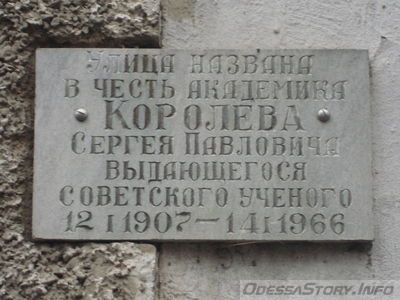 Улица названа
в честь академика
Королева
Сергея Павловича
выдающегося
советского ученого
12 I 1907 — 14 I 1966
OdessaStory.Info